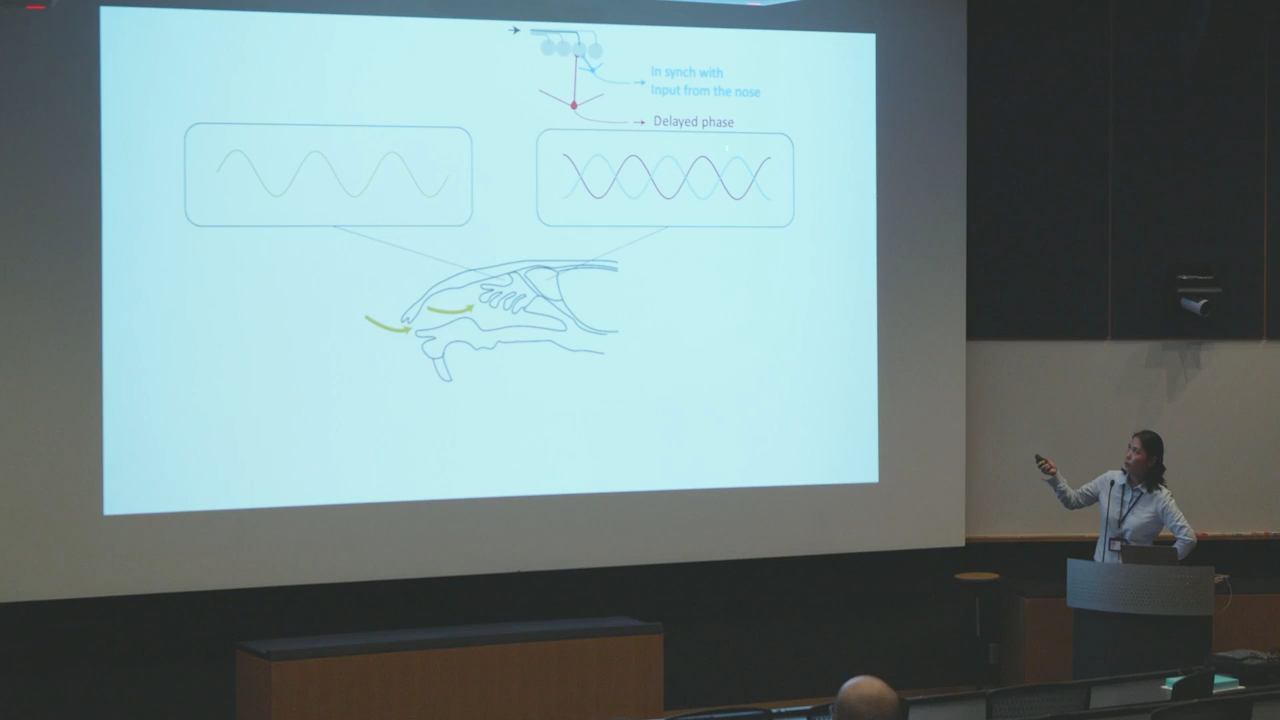 In synch with
Input from the nose
Delayed phase